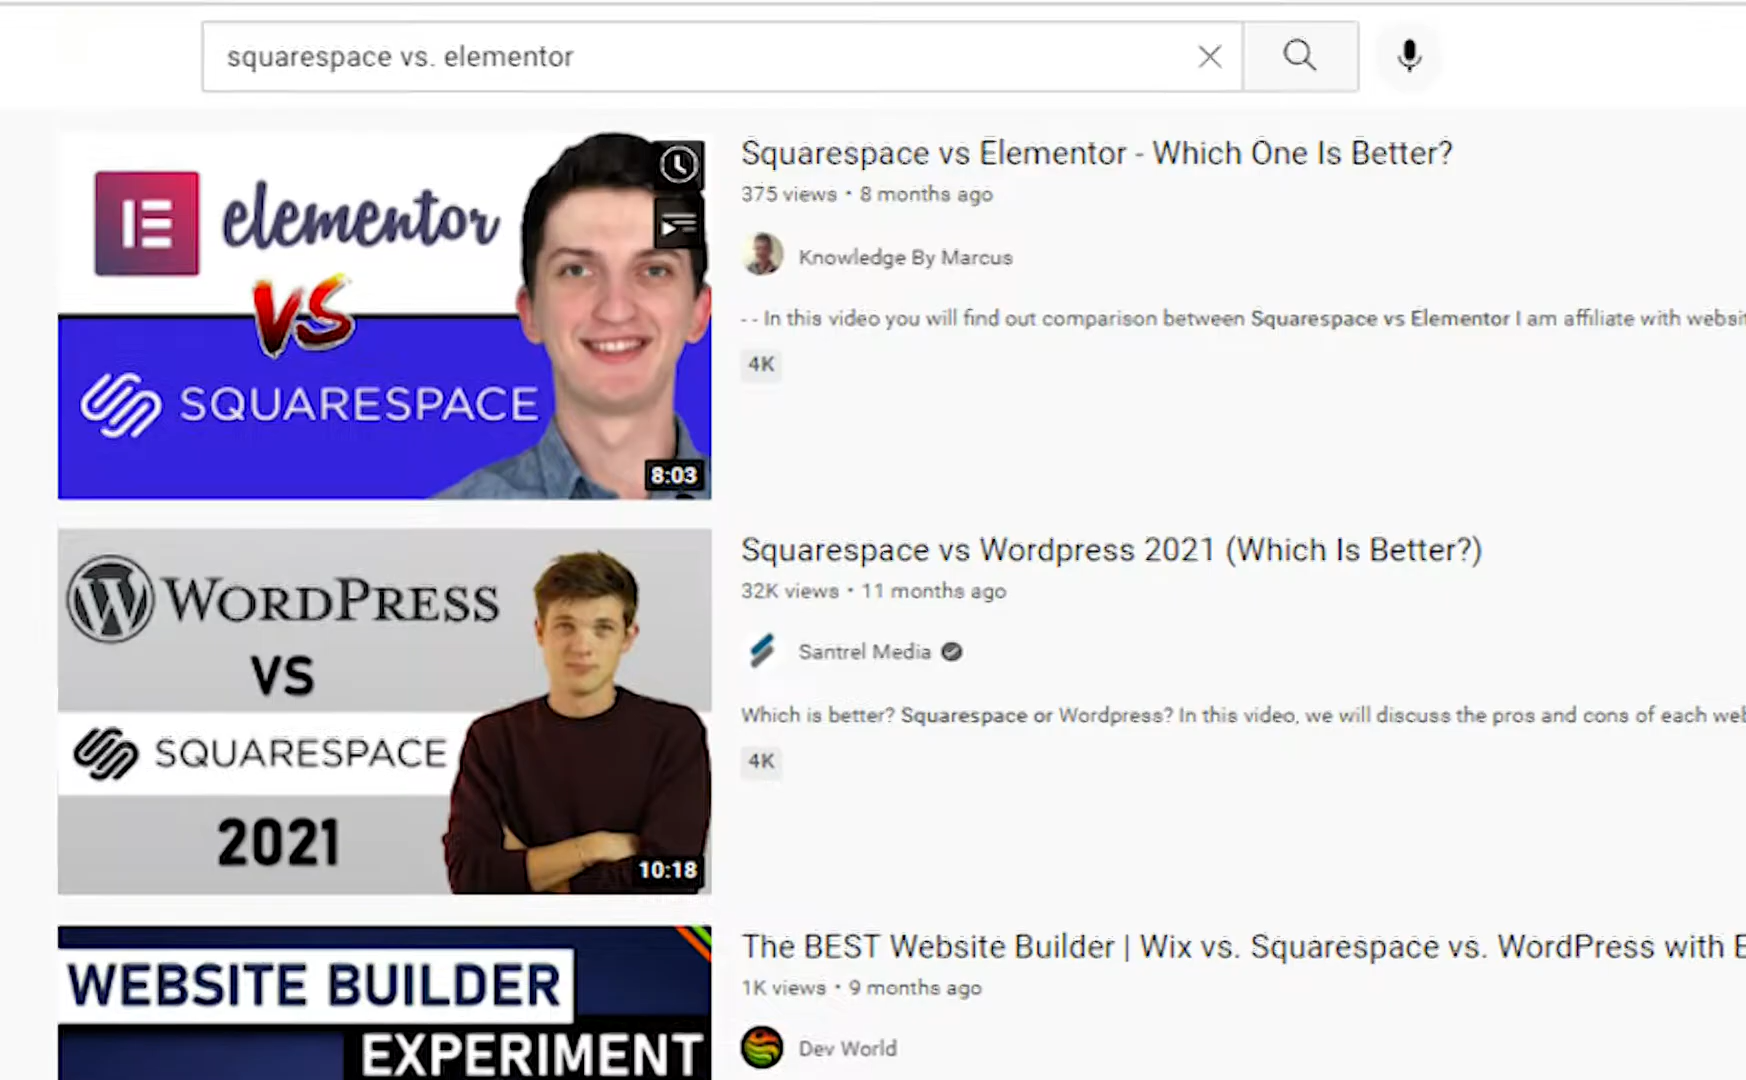 squarespace vs. elementor
elementor
VS
SQUARESPACE
8:03
Squarespace vs Elementor - Which One Is Better?
375 views • 8 months ago
Knowledge By Marcus
- - In this video you will find out comparison between Squarespace vs Elementor I am affiliate with
4K
WORDPRESS
VS
SQUARESPACE
2021
10:18
Squarespace vs Wordpress 2021 (Which Is Better?)
32K views • 11 months ago
Santrel Media
Which is better? Squarespace or Wordpress? In this video, we will discuss the pros and cons of each
4K
WEBSITE BUILDER
EXPERIMENT
The BEST Website Builder | Wix vs. Squarespace vs. WordPress with
1K views • 9 months ago
Dev World